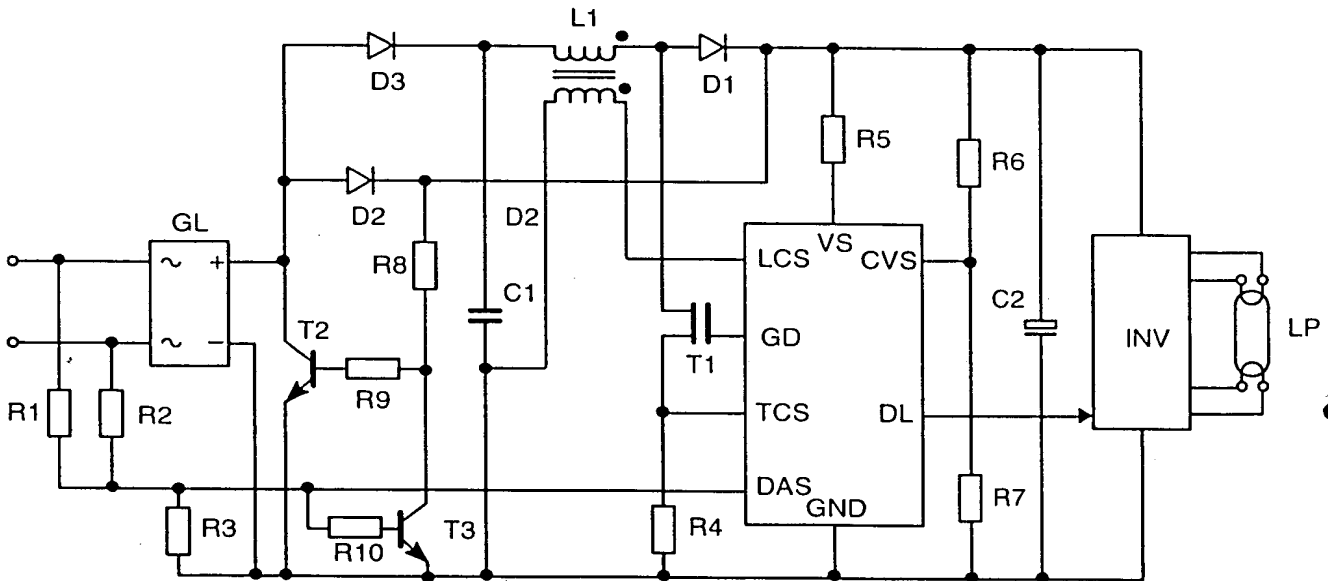 L1
D3
D1
R5
R6
D2
D2
GL
VS
R8
LCS
CVS
~ +
C1
C2
T2
GD
INV
LP
~ −
T1
R9
R1
R2
TCS
DL
DAS
R3
GND
R7
T3
R4
R10